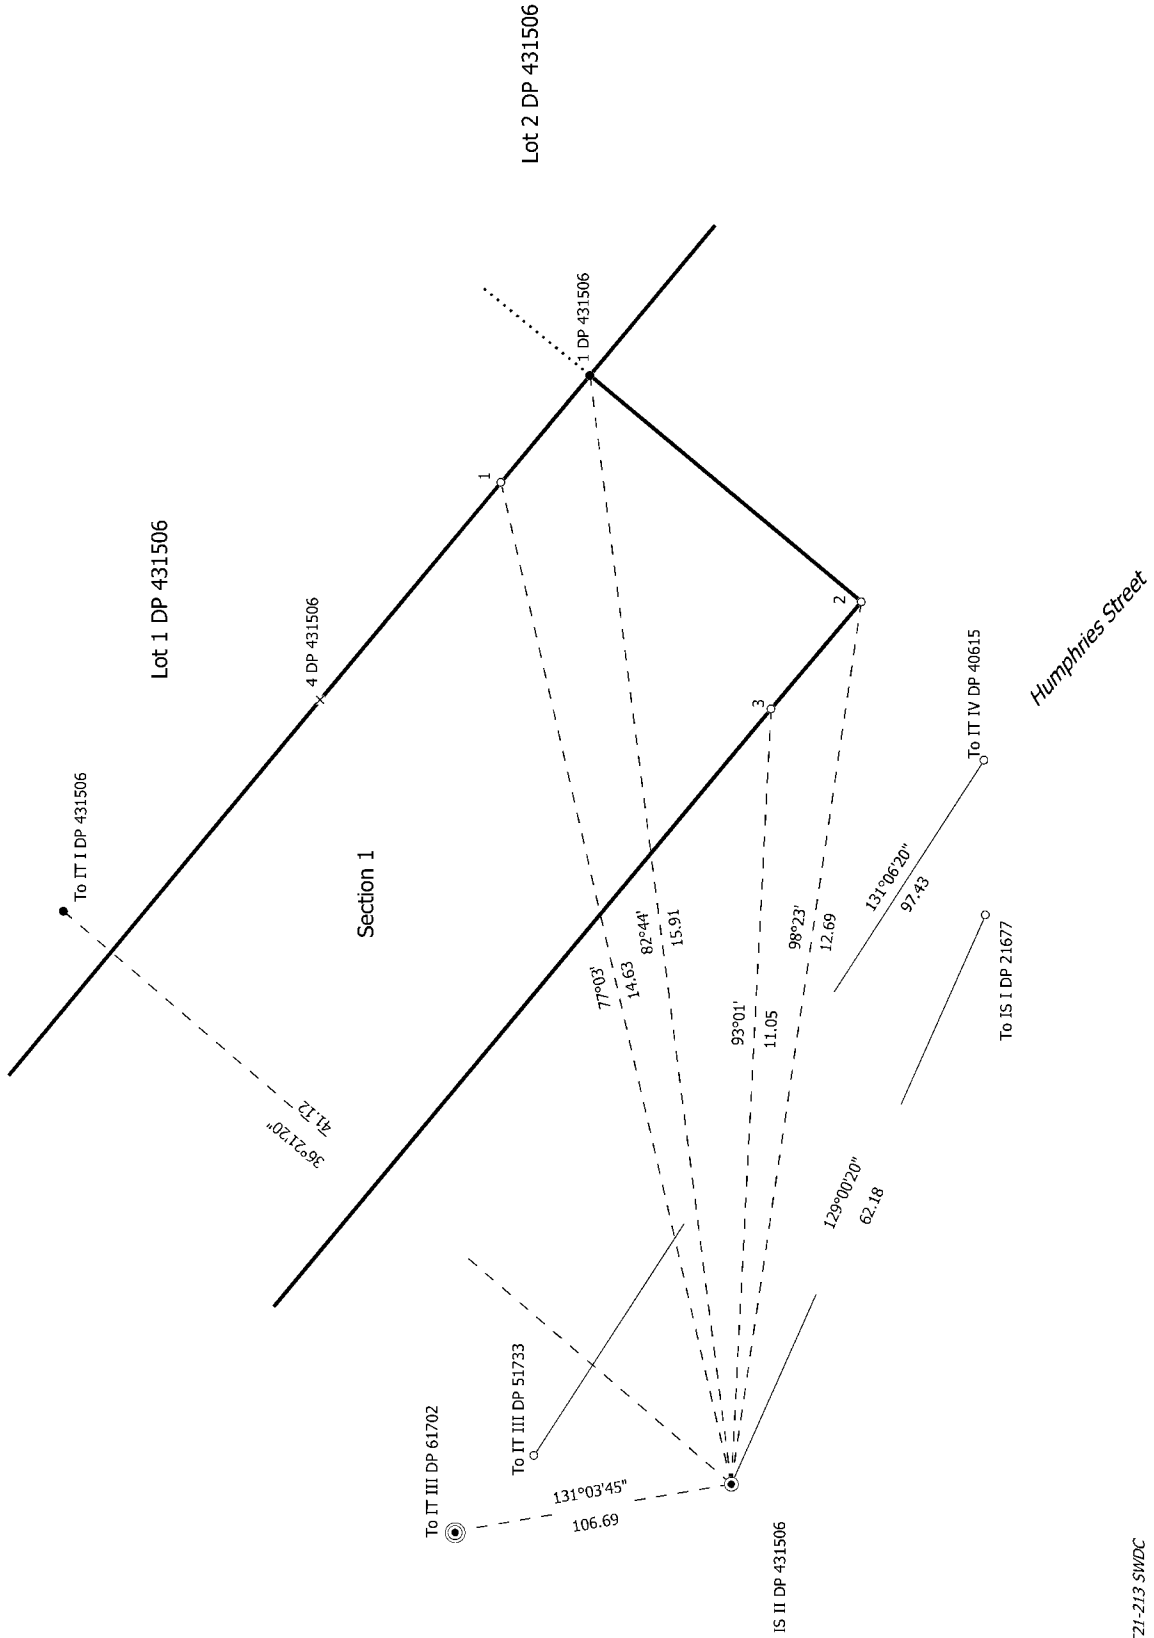 Lot 2 DP 431506
Lot 1 DP 431506
1 DP 431506
1
4 DP 431506
To IT I DP 431506
Section 1
36°21'20"
41.12
2
3
Humphries Street
To IT IV DP 40615
131°06'20"
97.43
To IS I DP 21677
77°03'
14.63
82°44'
15.91
93°01'
11.05
98°23'
12.69
129°00'20"
62.18
To IT III DP 51733
To IT III DP 61702
131°03'45"
106.69
IS II DP 431506
21-213 SWDC